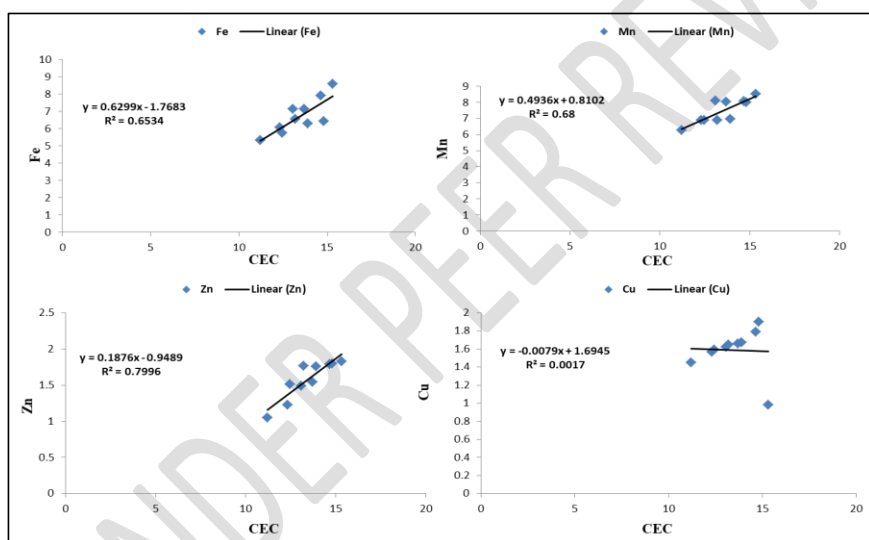 Fe Linear (Fe)
10
9
8
7
6
5
4
3
2
1
0
Fe
y = 0.6299x - 1.7683
R² = 0.6534
0 5 10 15 20
CEC
Mn Linear (Mn)
10
9
8
7
6
5
4
3
2
1
0
Mn
y = 0.4936x + 0.8102
R² = 0.68
0 5 10 15 20
CEC
Zn Linear (Zn)
2.5
2
1.5
1
0.5
0
Zn
y = 0.1876x - 0.9489
R² = 0.7996
0 5 10 15 20
CEC
Cu Linear (Cu)
2
1.8
1.6
1.4
1.2
1
0.8
0.6
0.4
0.2
0
Cu
y = -0.0079x + 1.6945
R² = 0.0017
0 5 10 15 20
CEC
UNDER PEER REV